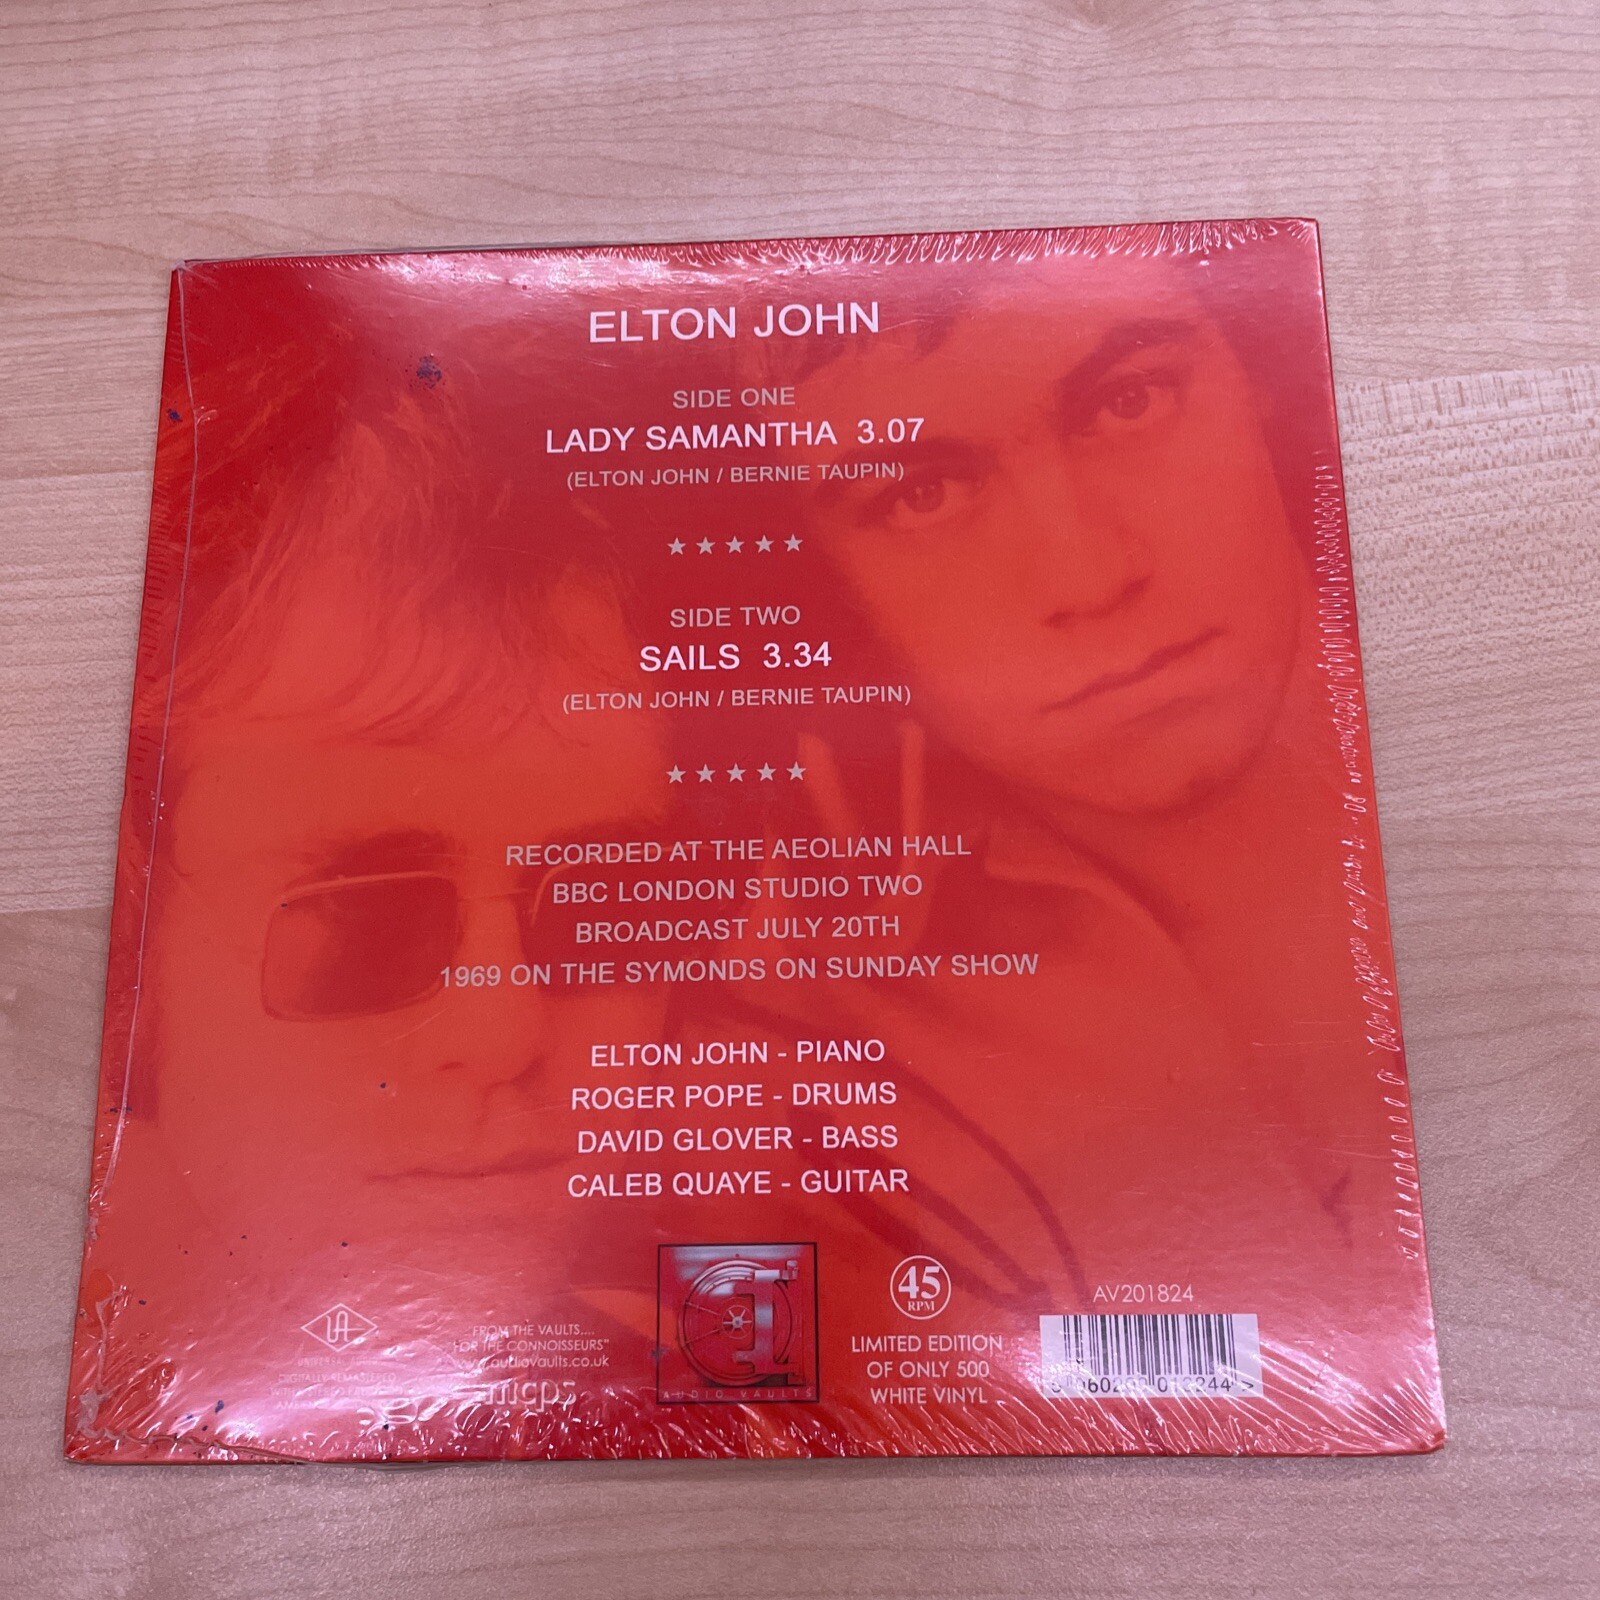 ELTON JOHN
SIDE ONE
LADY SAMANTHA 3.07
(ELTON JOHN / BERNIE TAUPIN)
★★★★★
SIDE TWO
SAILS 3.34
(ELTON JOHN / BERNIE TAUPIN)
★★★★★
RECORDED AT THE AEOLIAN HALL
BBC LONDON STUDIO TWO
BROADCAST JULY 20TH
1969 ON THE SYMONDS ON SUNDAY SHOW
ELTON JOHN - PIANO
ROGER POPE - DRUMS
DAVID GLOVER - BASS
CALEB QUAYE - GUITAR
UA
DIGITALLY REMASTERED
"FROM THE VAULTS....
FOR THE CONNOISSEURS"
www.audiovaults.co.uk
mcps
AUDIO VAULTS
45
RPM
LIMITED EDITION
OF ONLY 500
WHITE VINYL
AV201824